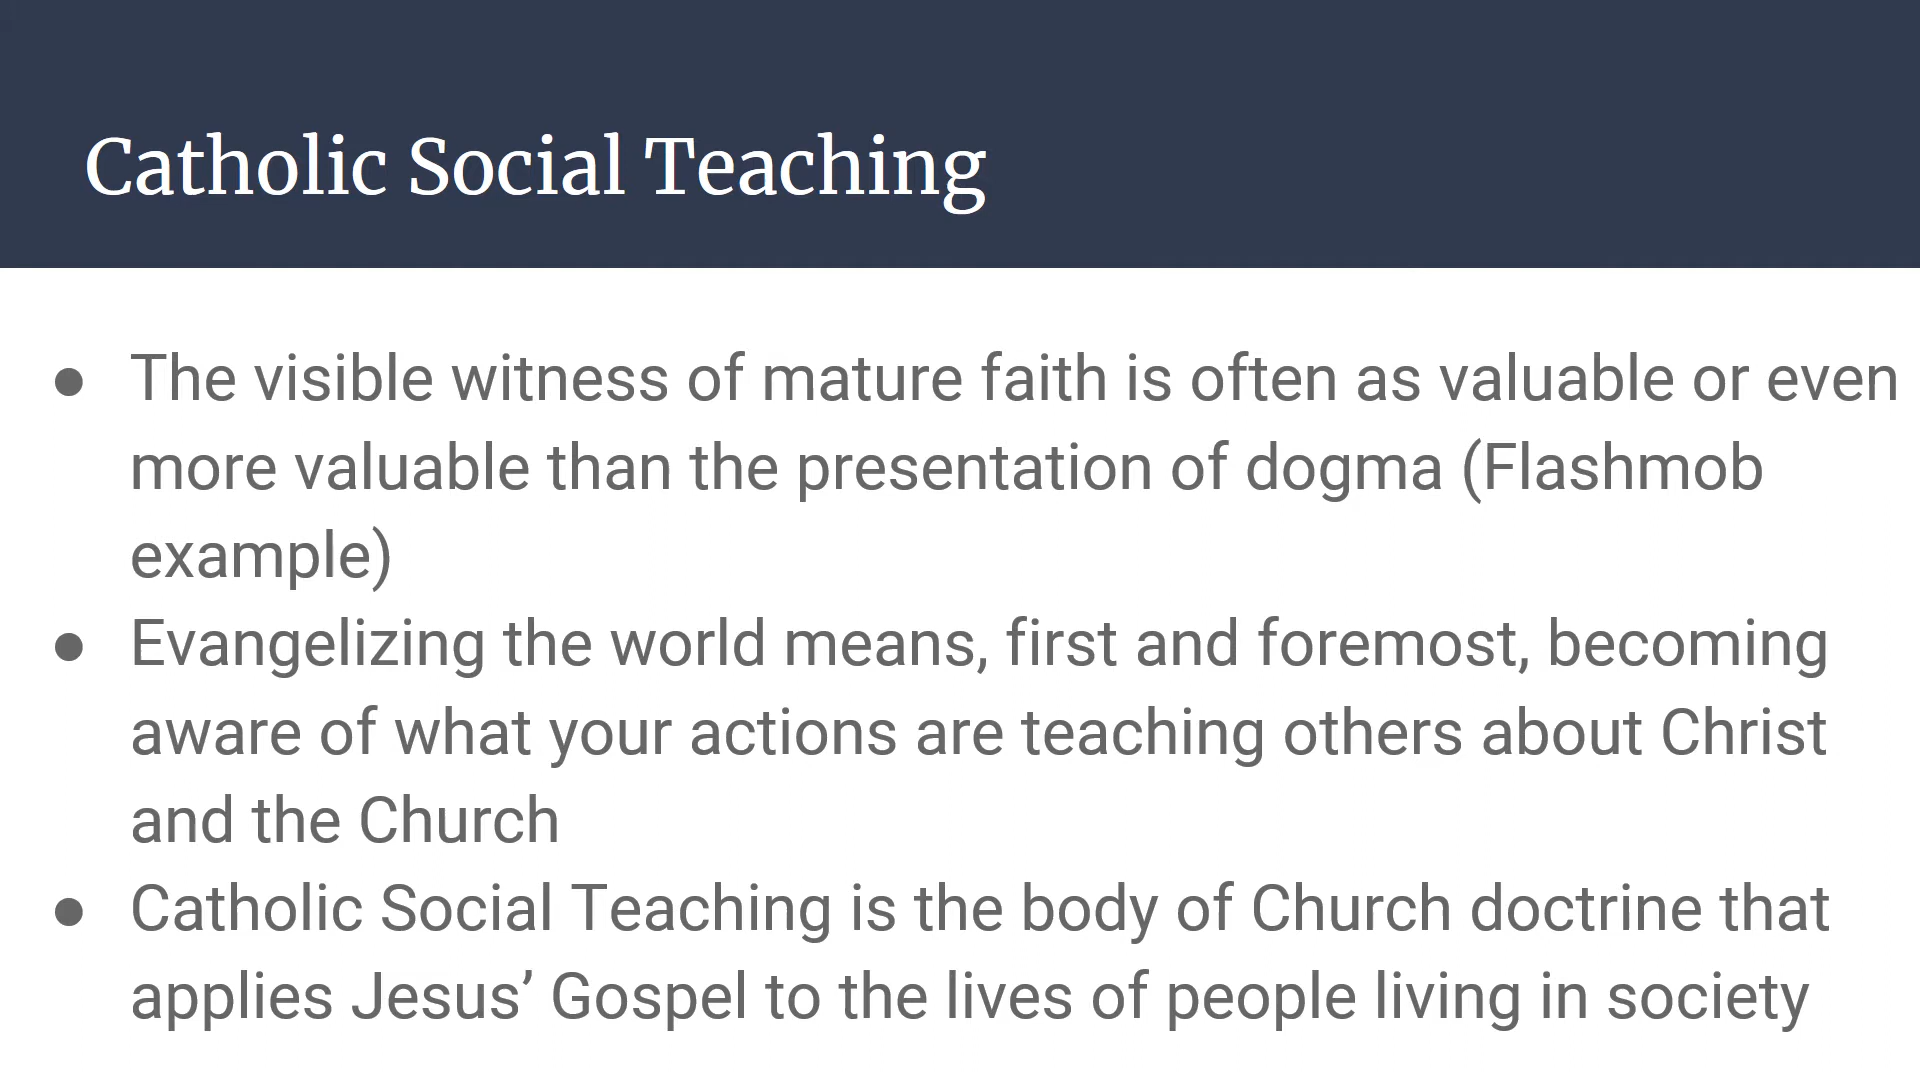 Catholic Social Teaching
● The visible witness of mature faith is often as valuable or even
more valuable than the presentation of dogma (Flashmob
example)
● Evangelizing the world means, first and foremost, becoming
aware of what your actions are teaching others about Christ
and the Church
● Catholic Social Teaching is the body of Church doctrine that
applies Jesus’ Gospel to the lives of people living in society